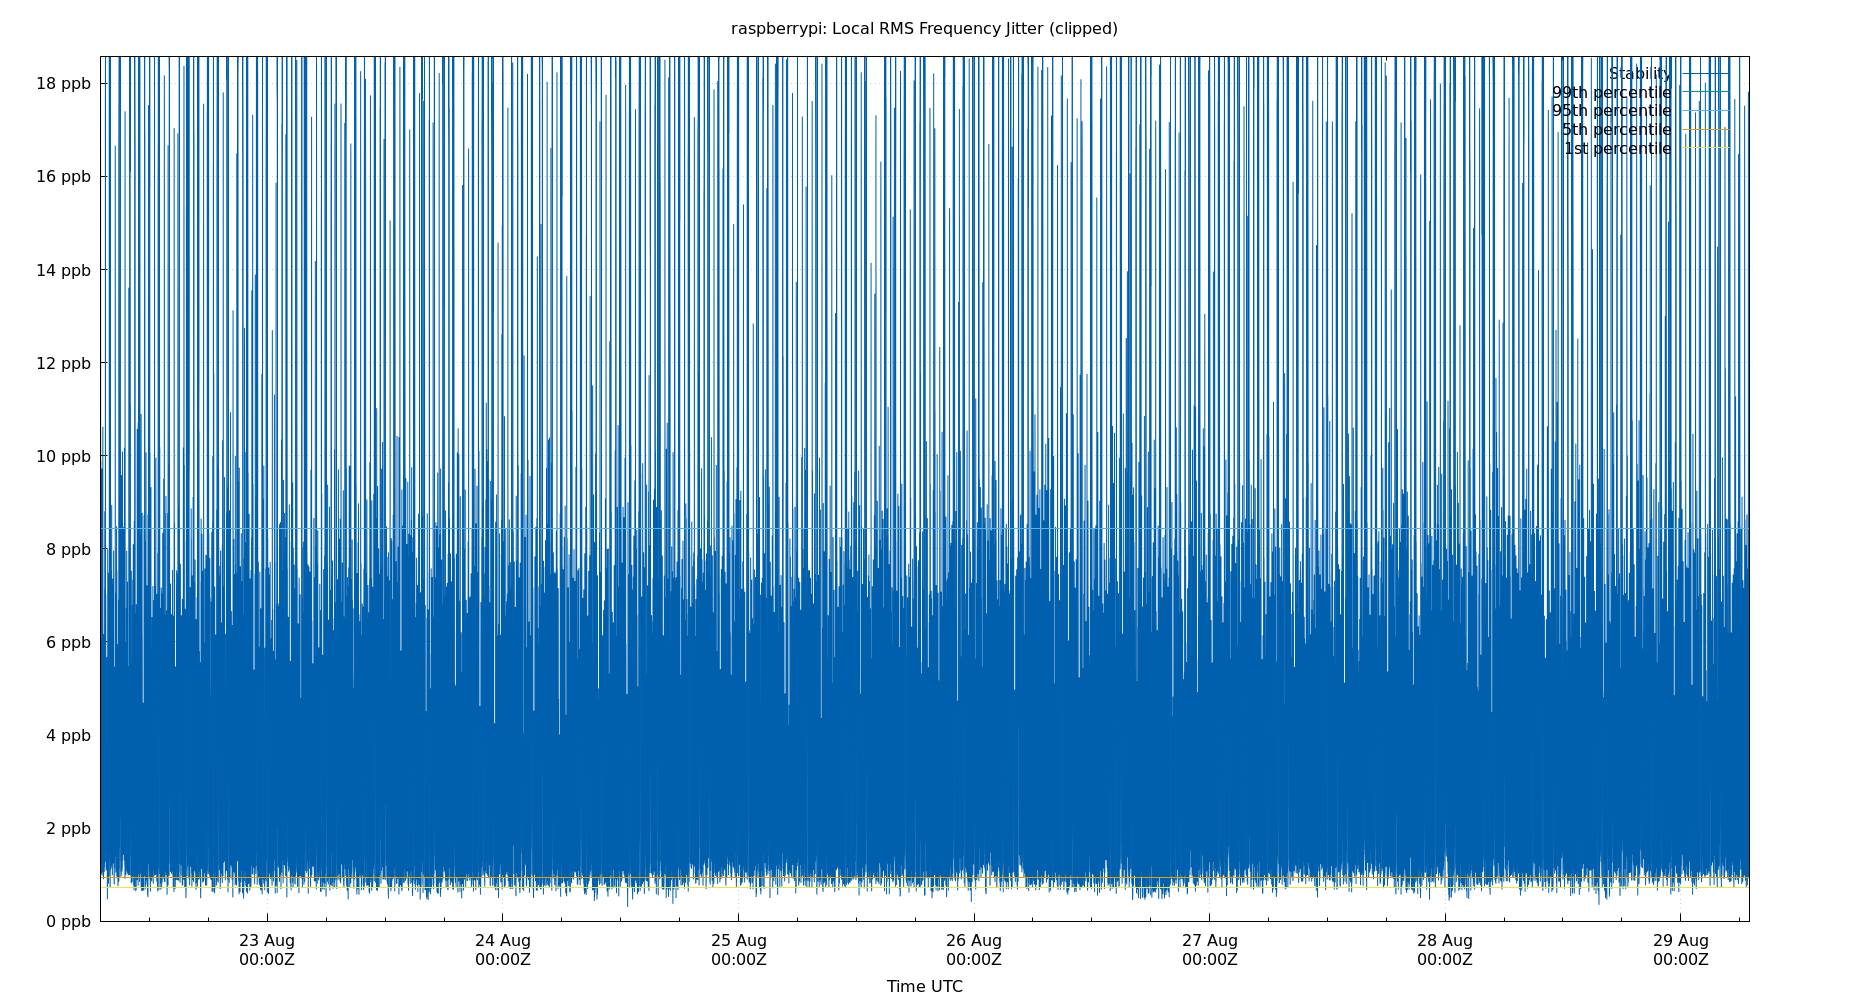 raspberrypi: Local RMS Frequency Jitter (clipped)
18 ppb
16 ppb
14 ppb
12 ppb
10 ppb
8 ppb
6 ppb
4 ppb
2 ppb
0 ppb
Stability
99th percentile
95th percentile
5th percentile
1st percentile
23 Aug
00:00Z
24 Aug
00:00Z
25 Aug
00:00Z
26 Aug
00:00Z
27 Aug
00:00Z
28 Aug
00:00Z
29 Aug
00:00Z
Time UTC